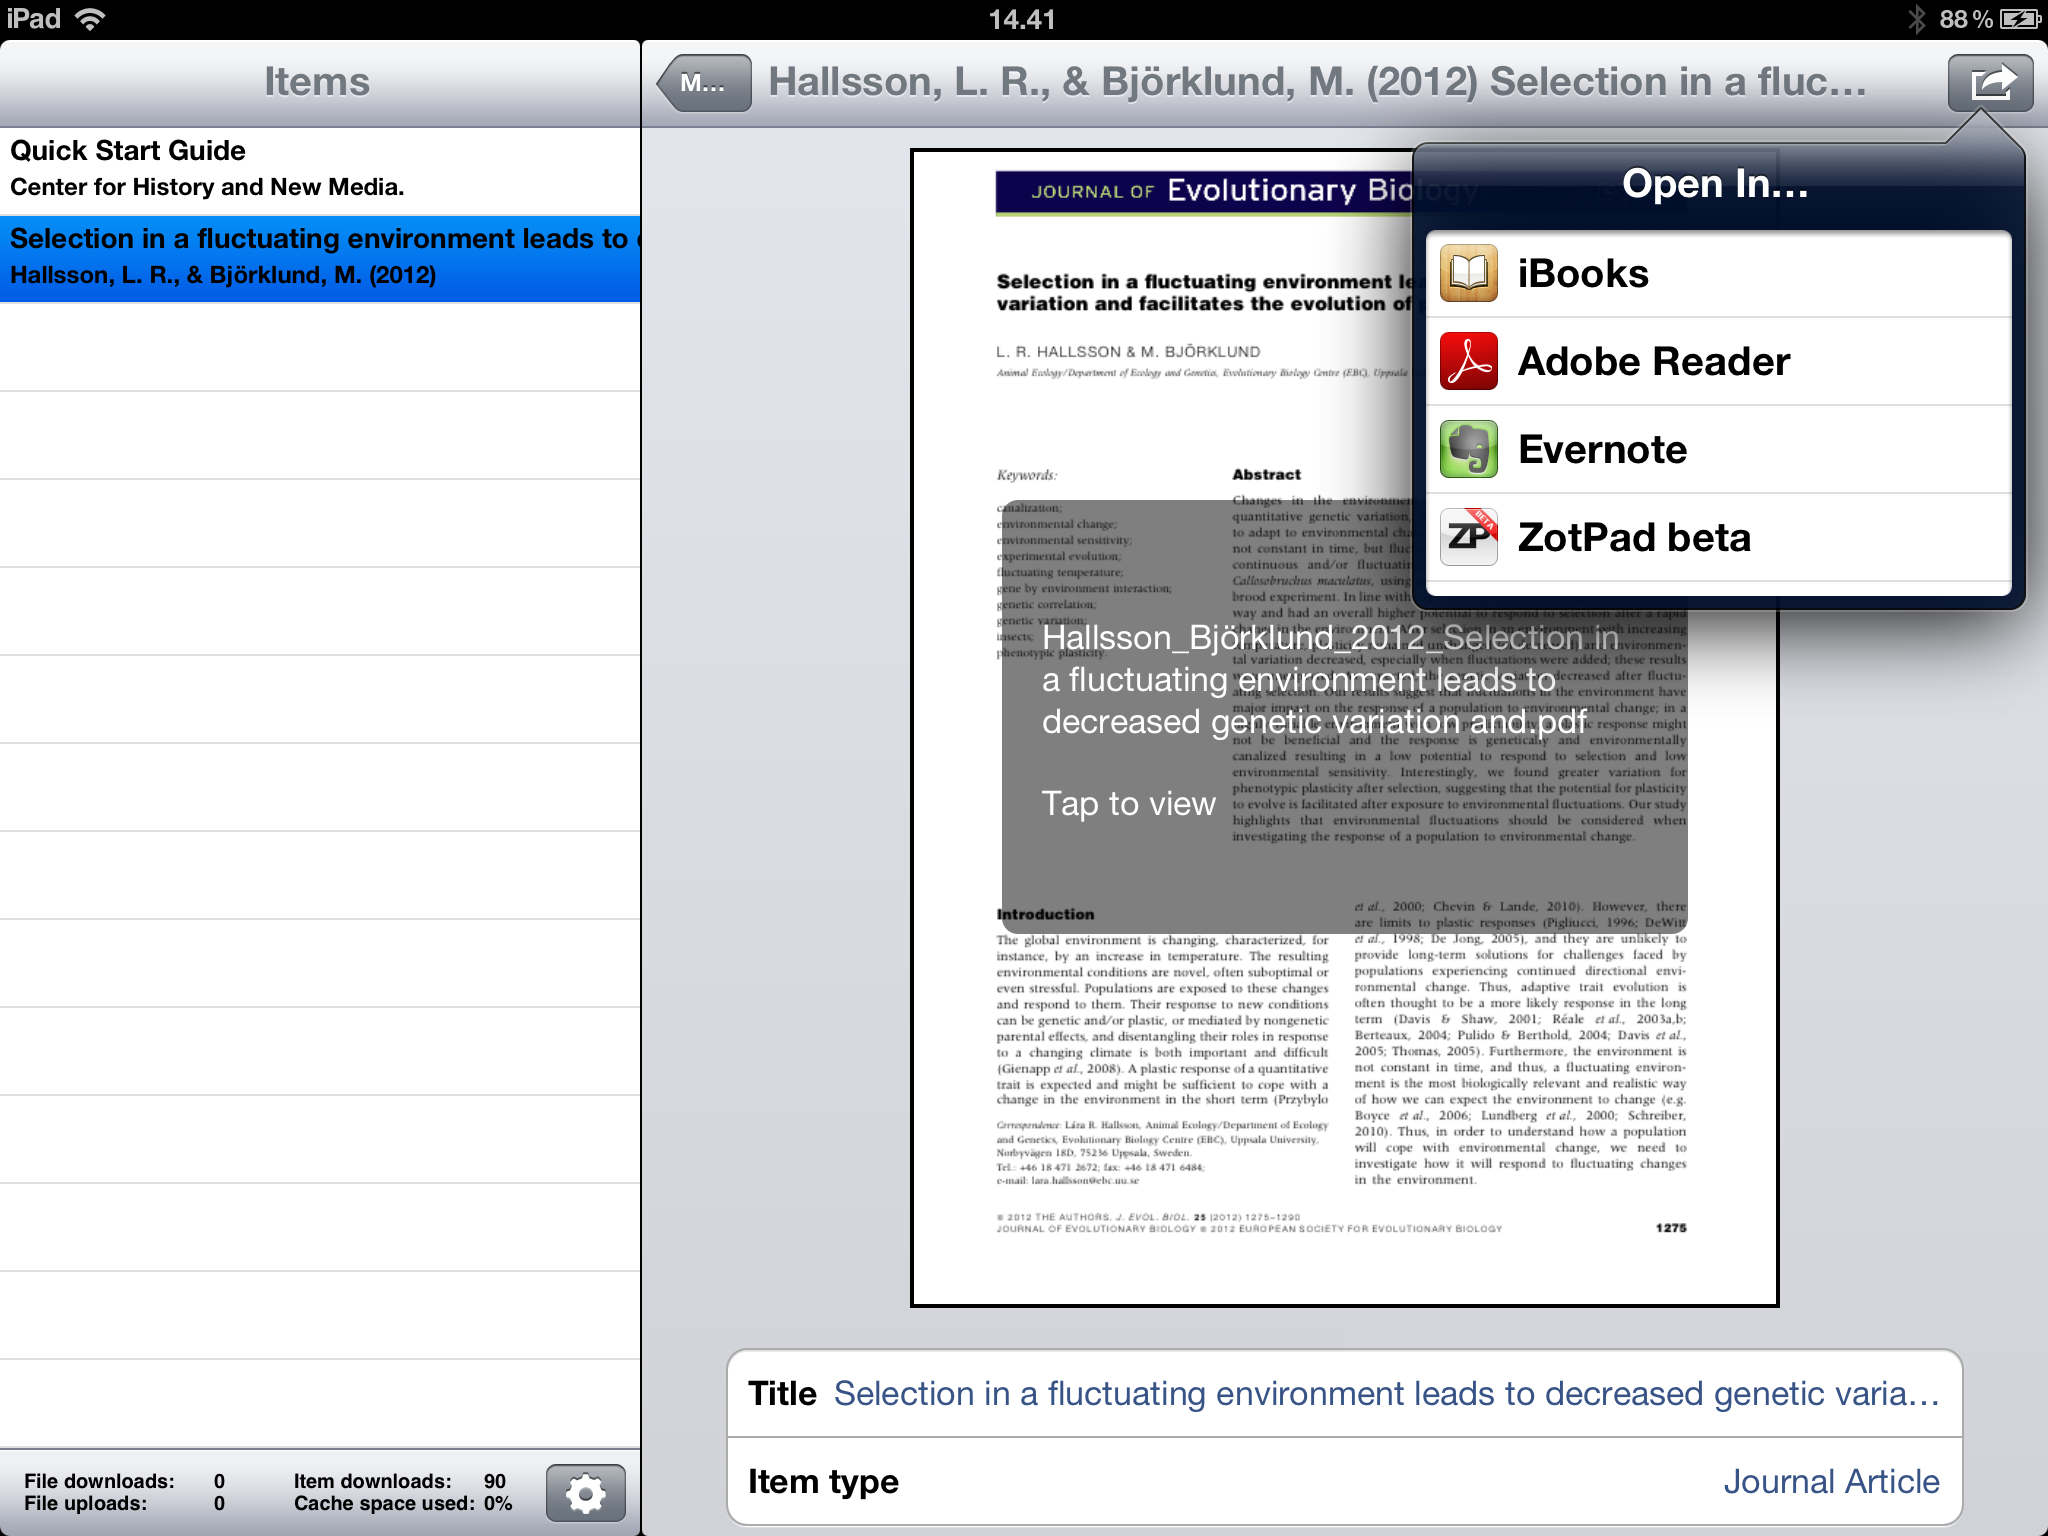 iPad
14.41
88 %
Items
M...
Hallsson, L. R., & Björklund, M. (2012) Selection in a fluc...
Quick Start Guide
Center for History and New Media.
Selection in a fluctuating environment leads to
Hallsson, L. R., & Björklund, M. (2012)
File downloads: 0
File uploads: 0
Item downloads: 90
Cache space used: 0%
Open In...
iBooks
Adobe Reader
Evernote
BETA
ZP
ZotPad beta
JOURNAL OF Evolutionary Biology
Selection in a fluctuating environment
variation and facilitates the evolution of
L. R. HALLSSON & M. BJÖRKLUND
Animal Ecology/Department of Ecology and Genetics, Evolutionary Biology Centre (EBC), Uppsala
Keywords:
canalization;
environmental change;
environmental sensitivity;
experimental evolution;
fluctuating temperature;
gene by environment interaction;
genetic correlation;
genetic variation;
insects;
phenotypic plasticity.
Abstract
Changes in the
quantitative genetic variation,
to adapt to environmental
not constant in time, but
continuous and/or
Callosobruchus maculatus, using
brood experiment. In line with
way and had an overall higher potential to respond to selection after a rapid
tal variation decreased, especially when fluctuations were added; these results
decreased after fluctu-
ating selection. Our results suggest that fluctuations in the environment have
major impact on the response of a population to environmental change; in a
response might
not be beneficial and the response is genetically and environmentally
canalized resulting in a low potential to respond to selection and low
environmental sensitivity. Interestingly, we found greater variation for
phenotypic plasticity after selection, suggesting that the potential for plasticity
to evolve is facilitated after exposure to environmental fluctuations. Our study
highlights that environmental fluctuations should be considered when
investigating the response of a population to environmental change.
Hallsson_Björklund_2012_Selection in
a fluctuating environment leads to
decreased genetic variation and.pdf
Tap to view
Introduction
The global environment is changing, characterized, for
instance, by an increase in temperature. The resulting
environmental conditions are novel, often suboptimal or
even stressful. Populations are exposed to these changes
and respond to them. Their response to new conditions
can be genetic and/or plastic, or mediated by nongenetic
parental effects, and disentangling their roles in response
to a changing climate is both important and difficult
(Gienapp et al., 2008). A plastic response of a quantitative
trait is expected and might be sufficient to cope with a
change in the environment in the short term (Przybylo
Correspondence: Lára R. Hallsson, Animal Ecology/Department of Ecology
and Genetics, Evolutionary Biology Centre (EBC), Uppsala University,
Norbyvägen 18D, 75236 Uppsala, Sweden.
Tel.: +46 18 471 2672; fax: +46 18 471 6484;
e-mail: lara.hallsson@ebc.uu.se
et al., 2000; Chevin & Lande, 2010). However, there
are limits to plastic responses (Pigliucci, 1996; DeWitt
et al., 1998; De Jong, 2005), and they are unlikely to
provide long-term solutions for challenges faced by
populations experiencing continued directional envi-
ronmental change. Thus, adaptive trait evolution is
often thought to be a more likely response in the long
term (Davis & Shaw, 2001; Réale et al., 2003a,b;
Berteaux, 2004; Pulido & Berthold, 2004; Davis et al.,
2005; Thomas, 2005). Furthermore, the environment is
not constant in time, and thus, a fluctuating environ-
ment is the most biologically relevant and realistic way
of how we can expect the environment to change (e.g.
Boyce et al., 2006; Lundberg et al., 2000; Schreiber,
2010). Thus, in order to understand how a population
will cope with environmental change, we need to
investigate how it will respond to fluctuating changes
in the environment.
© 2012 THE AUTHORS. J. EVOL. BIOL. 25 (2012) 1275–1290
JOURNAL OF EVOLUTIONARY BIOLOGY © 2012 EUROPEAN SOCIETY FOR EVOLUTIONARY BIOLOGY
1275
Title Selection in a fluctuating environment leads to decreased genetic varia...
Item type Journal Article